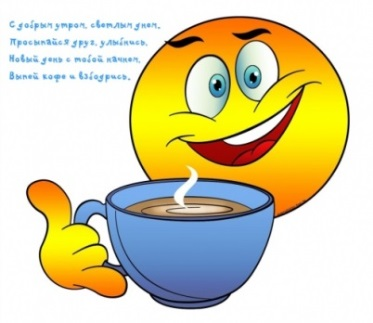 С добрым утром, светлым днем,
Просыпайся друг, улыбнись,
Новый день с тобой начнем,
Выпей кофе и взбодрись.